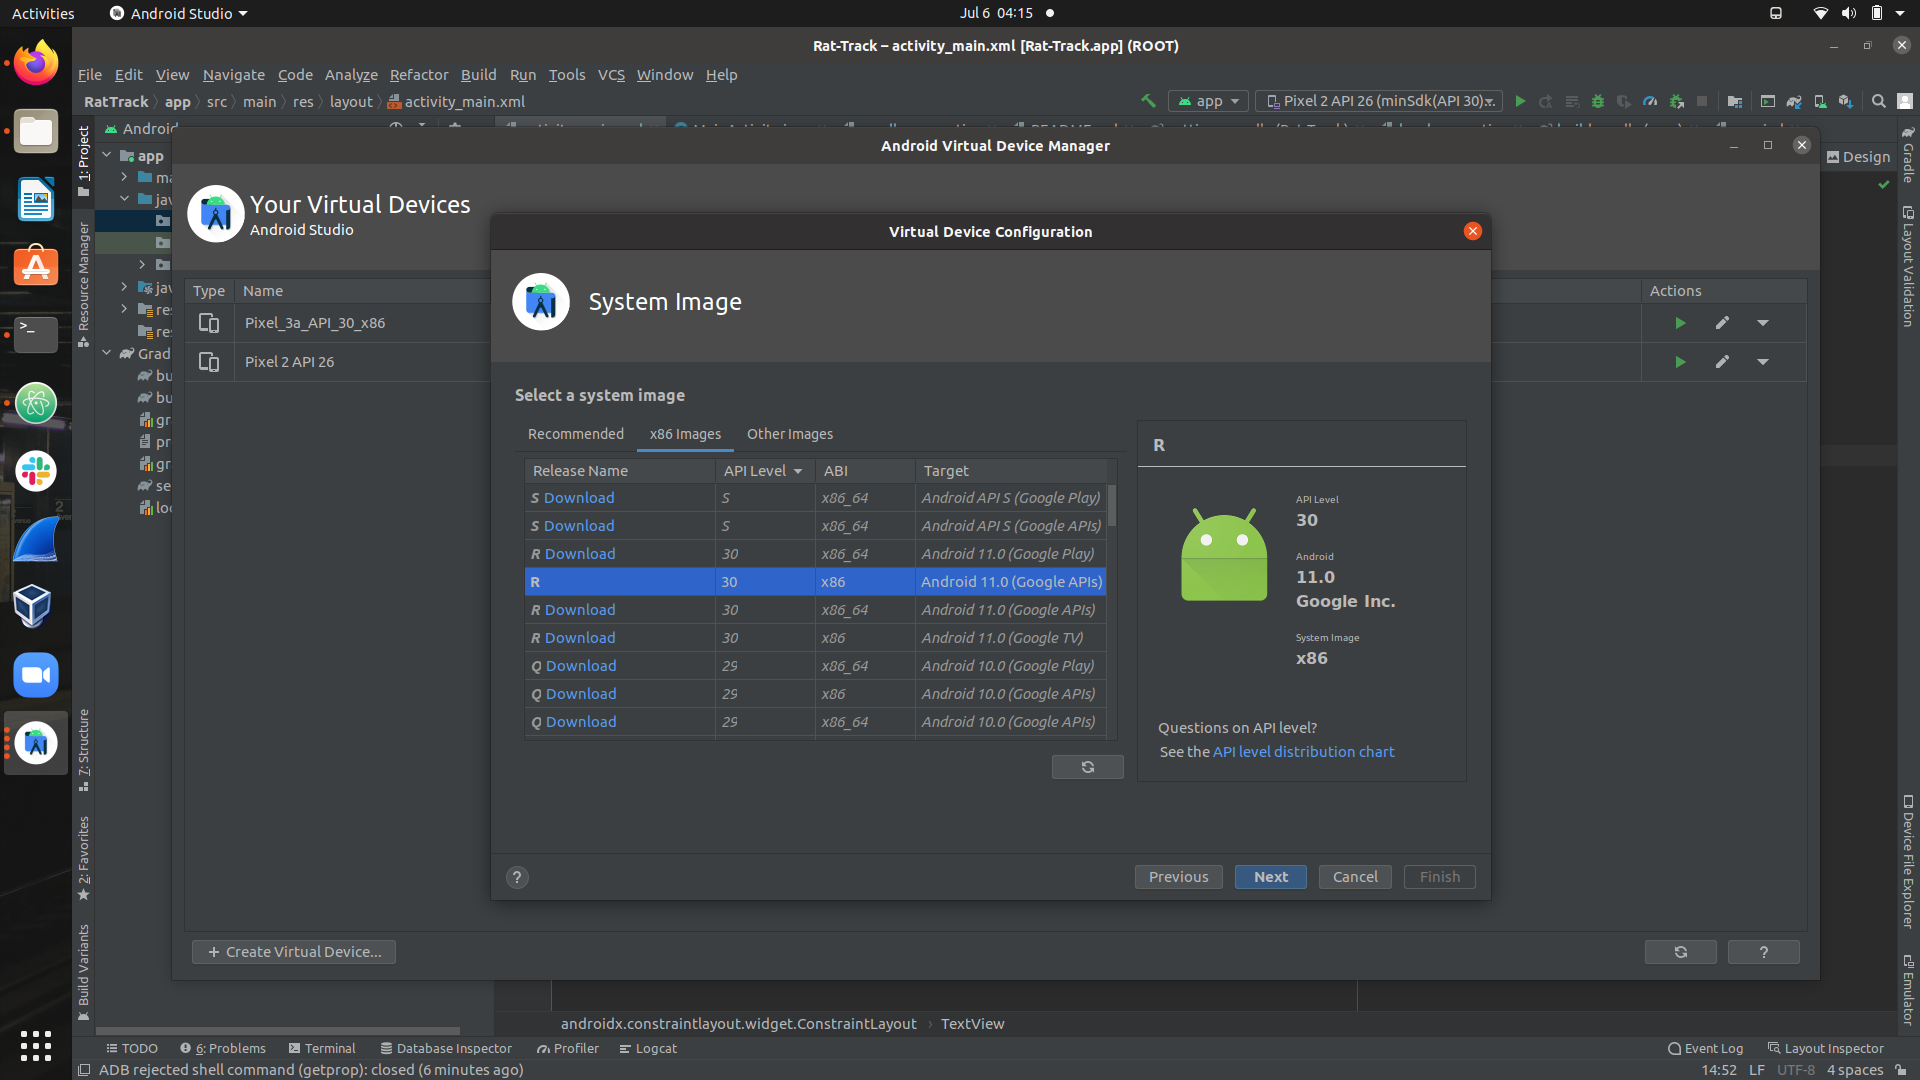 Activities
Android Studio
Jul 6 04:15
Rat-Track – activity_main.xml [Rat-Track.app] (ROOT)
File Edit View Navigate Code Analyze Refactor Build Run Tools VCS Window Help
RatTrack app src main res layout activity_main.xml
app
Pixel 2 API 26 (minSdk(API 30)..
Android
Android Virtual Device Manager
Design
1: Project
Resource Manager
7: Structure
2: Favorites
Build Variants
Gradle
Layout Validation
Device File Explorer
Emulator
app
ma
jav
jav
res
res
Grad
bu
bu
gr
pr
gr
se
loc
Your Virtual Devices
Android Studio
Type Name Actions
Pixel_3a_API_30_x86
Pixel 2 API 26
Virtual Device Configuration
System Image
Select a system image
Recommended x86 Images Other Images
Release Name API Level ABI Target
S Download S x86_64 Android API S (Google Play)
S Download S x86_64 Android API S (Google APIs)
R Download 30 x86_64 Android 11.0 (Google Play)
R 30 x86 Android 11.0 (Google APIs)
R Download 30 x86_64 Android 11.0 (Google APIs)
R Download 30 x86 Android 11.0 (Google TV)
Q Download 29 x86_64 Android 10.0 (Google Play)
Q Download 29 x86 Android 10.0 (Google APIs)
Q Download 29 x86_64 Android 10.0 (Google APIs)
R
API Level
30
Android
11.0
Google Inc.
System Image
x86
Questions on API level?
See the API level distribution chart
?
Previous Next Cancel Finish
+ Create Virtual Device...
?
androidx.constraintlayout.widget.ConstraintLayout › TextView
TODO 6: Problems Terminal Database Inspector Profiler Logcat
Event Log Layout Inspector
ADB rejected shell command (getprop): closed (6 minutes ago)
14:52 LF UTF-8 4 spaces